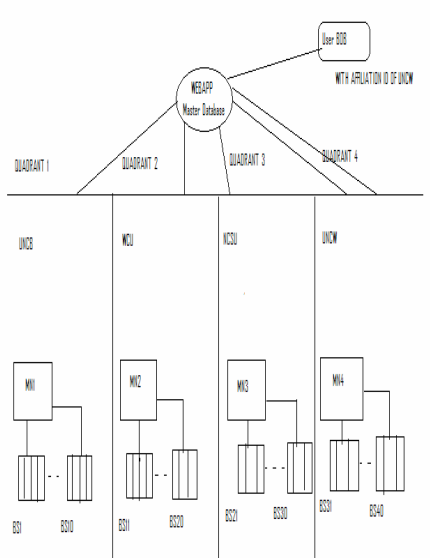 User BOB
WITH AFFILIATION ID OF UNCW
WEBAPP
Master Database
QUADRANT 1
QUADRANT 2
QUADRANT 3
QUADRANT 4
UNCB
WCU
NCSU
UNCW
MN1
MN2
MN3
MN4
BS1
BS10
BS11
BS20
BS21
BS30
BS31
BS40